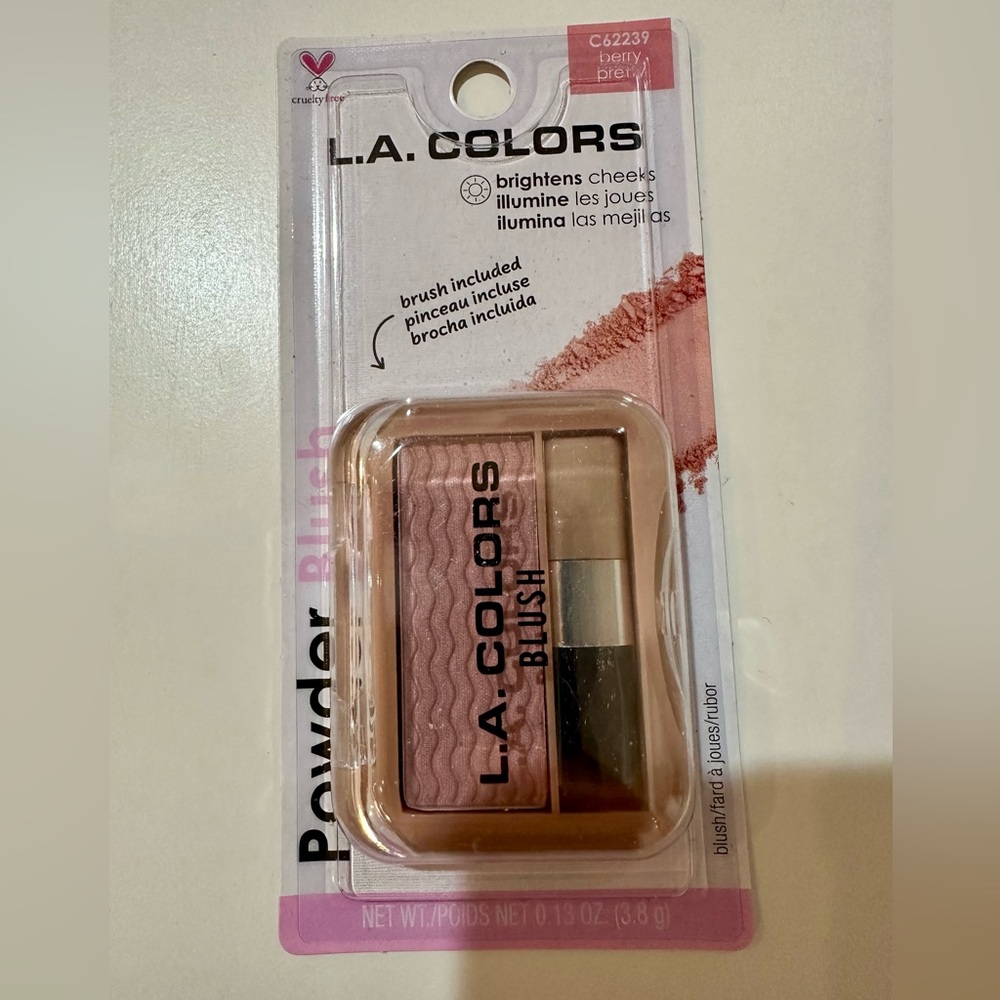 C62239
berry
pretty
cruelty free
L.A. COLORS
brightens cheeks
illumine les joues
ilumina las mejillas
brush included
pinceau incluse
brocha incluida
Powder Blush
L.A. COLORS
BLUSH
blush/fard à joues/rubor
NET WT./POIDS NET 0.13 OZ. (3.8 g)